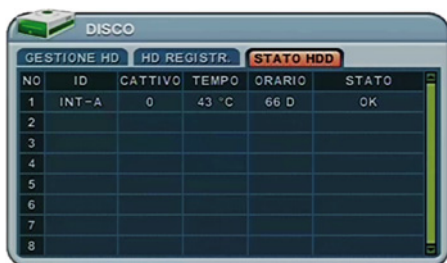 DISCO
GESTIONE HD HD REGISTR. STATO HDD
NO ID CATTIVO TEMPO ORARIO STATO
1 INT-A 0 43 °C 66 D OK
2
3
4
5
6
7
8